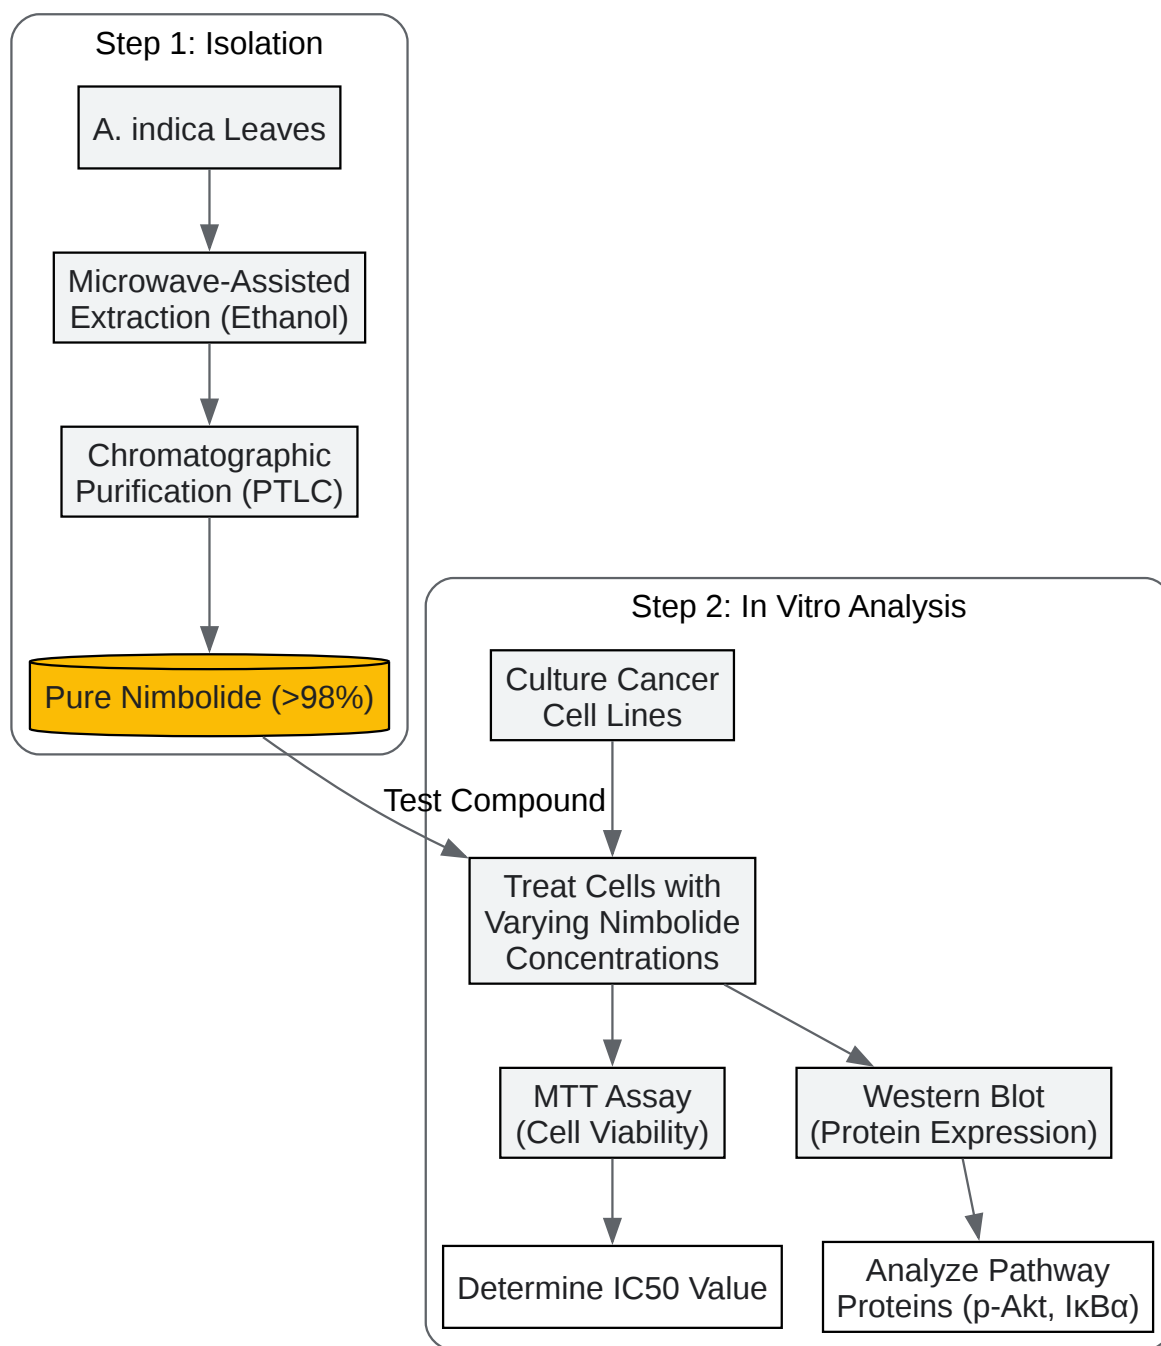 Step 1: Isolation
A. indica Leaves
Microwave-Assisted
Extraction (Ethanol)
Chromatographic
Purification (PTLC)
Pure Nimbolide (>98%)
Step 2: In Vitro Analysis
Culture Cancer
Cell Lines
Test Compound
Treat Cells with
Varying Nimbolide
Concentrations
MTT Assay
(Cell Viability)
Western Blot
(Protein Expression)
Determine IC50 Value
Analyze Pathway
Proteins (p-Akt, IκBα)